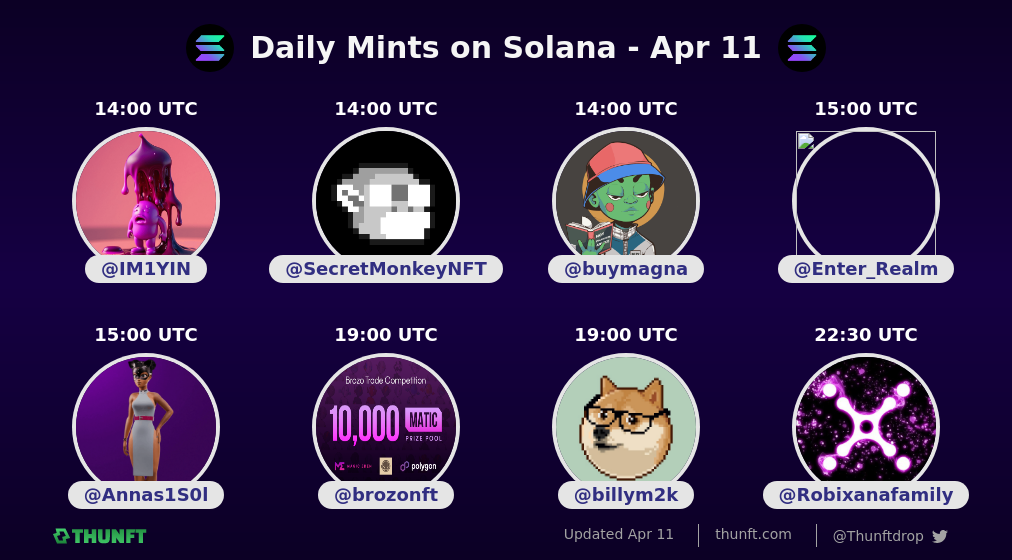 Daily Mints on Solana - Apr 11
14:00 UTC
14:00 UTC
14:00 UTC
15:00 UTC
@IM1YIN
@SecretMonkeyNFT
@buymagna
@Enter_Realm
15:00 UTC
19:00 UTC
19:00 UTC
22:30 UTC
Brozo Trade Competition
10,000
MATIC
PRIZE POOL
polygon
@Annas1S0l
@brozonft
@billym2k
@Robixanafamily
THUNFT
Updated Apr 11
thunft.com
@Thunftdrop